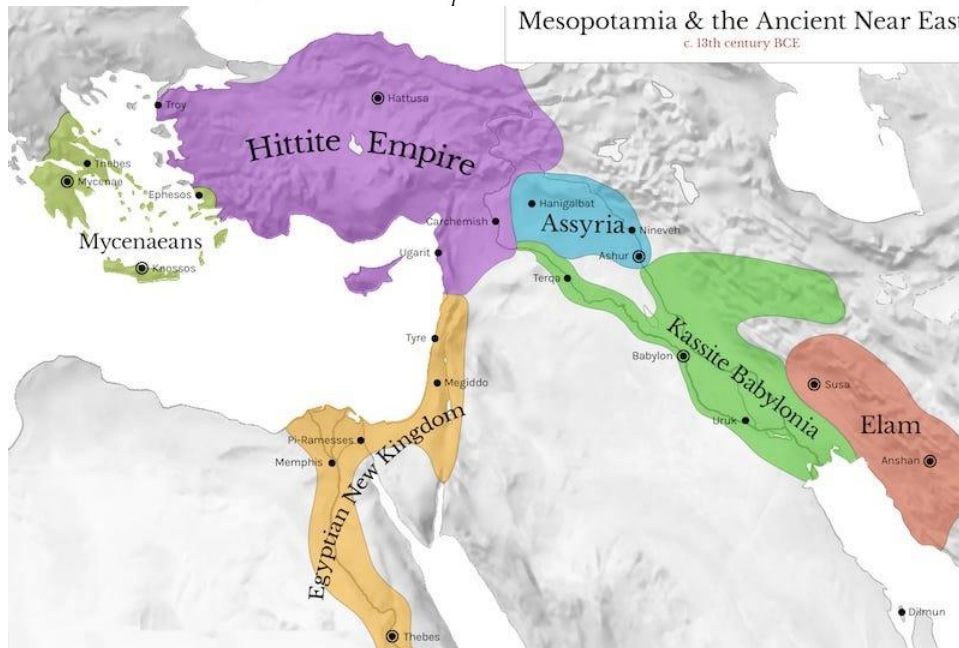 Mesopotamia & the Ancient Near East
c. 13th century BCE
Troy
Hattusa
Hittite Empire
Thebes
Mycenae
Ephesos
Mycenaeans
Knossos
Carchemish
Ugarit
Hanigalbat
Assyria
Nineveh
Ashur
Terqa
Tyre
Megiddo
Babylon
Kassite Babylonia
Uruk
Susa
Elam
Anshan
Pi-Ramesses
Memphis
Egyptian New Kingdom
Thebes
Dilmun